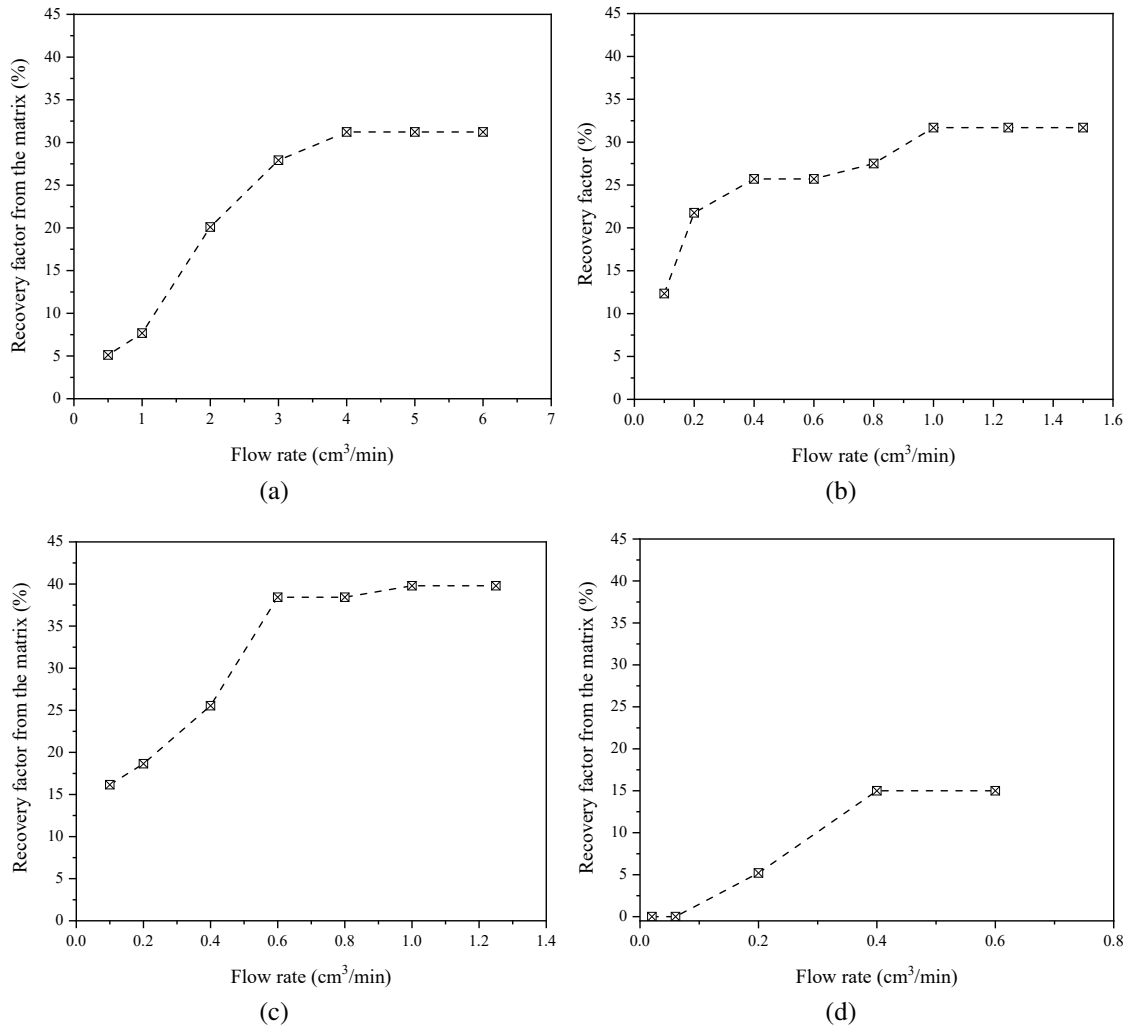 45
40
35
30
25
20
15
10
5
0
Recovery factor from the matrix (%)
0 1 2 3 4 5 6 7
Flow rate (cm³/min)
(a)
45
40
35
30
25
20
15
10
5
0
Recovery factor (%)
0.0 0.2 0.4 0.6 0.8 1.0 1.2 1.4 1.6
Flow rate (cm³/min)
(b)
45
40
35
30
25
20
15
10
5
0
Recovery factor from the matrix (%)
0.0 0.2 0.4 0.6 0.8 1.0 1.2 1.4
Flow rate (cm³/min)
(c)
45
40
35
30
25
20
15
10
5
0
Recovery factor from the matrix (%)
0.0 0.2 0.4 0.6 0.8
Flow rate (cm³/min)
(d)